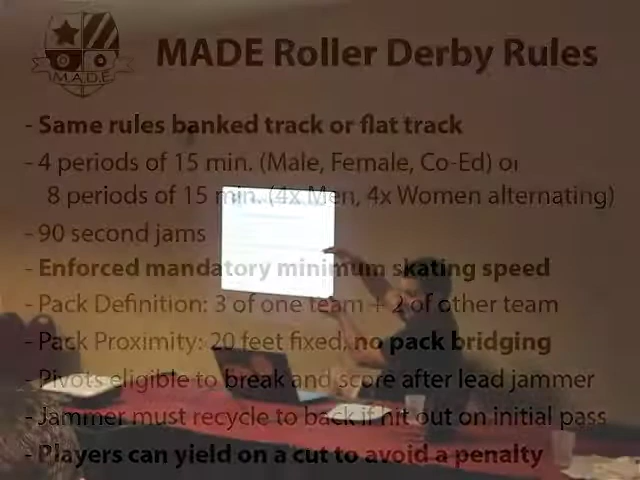 M.A.D.E.
MADE Roller Derby Rules
- Same rules banked track or flat track
- 4 periods of 15 min. (Male, Female, Co-Ed) or
8 periods of 15 min. (4x Men, 4x Women alternating)
- 90 second jams
- Enforced mandatory minimum skating speed
- Pack Definition: 3 of one team + 2 of other team
- Pack Proximity: 20 feet fixed, no pack bridging
- Pivots eligible to break and score after lead jammer
- Jammer must recycle to back if hit out on initial pass
- Players can yield on a cut to avoid a penalty